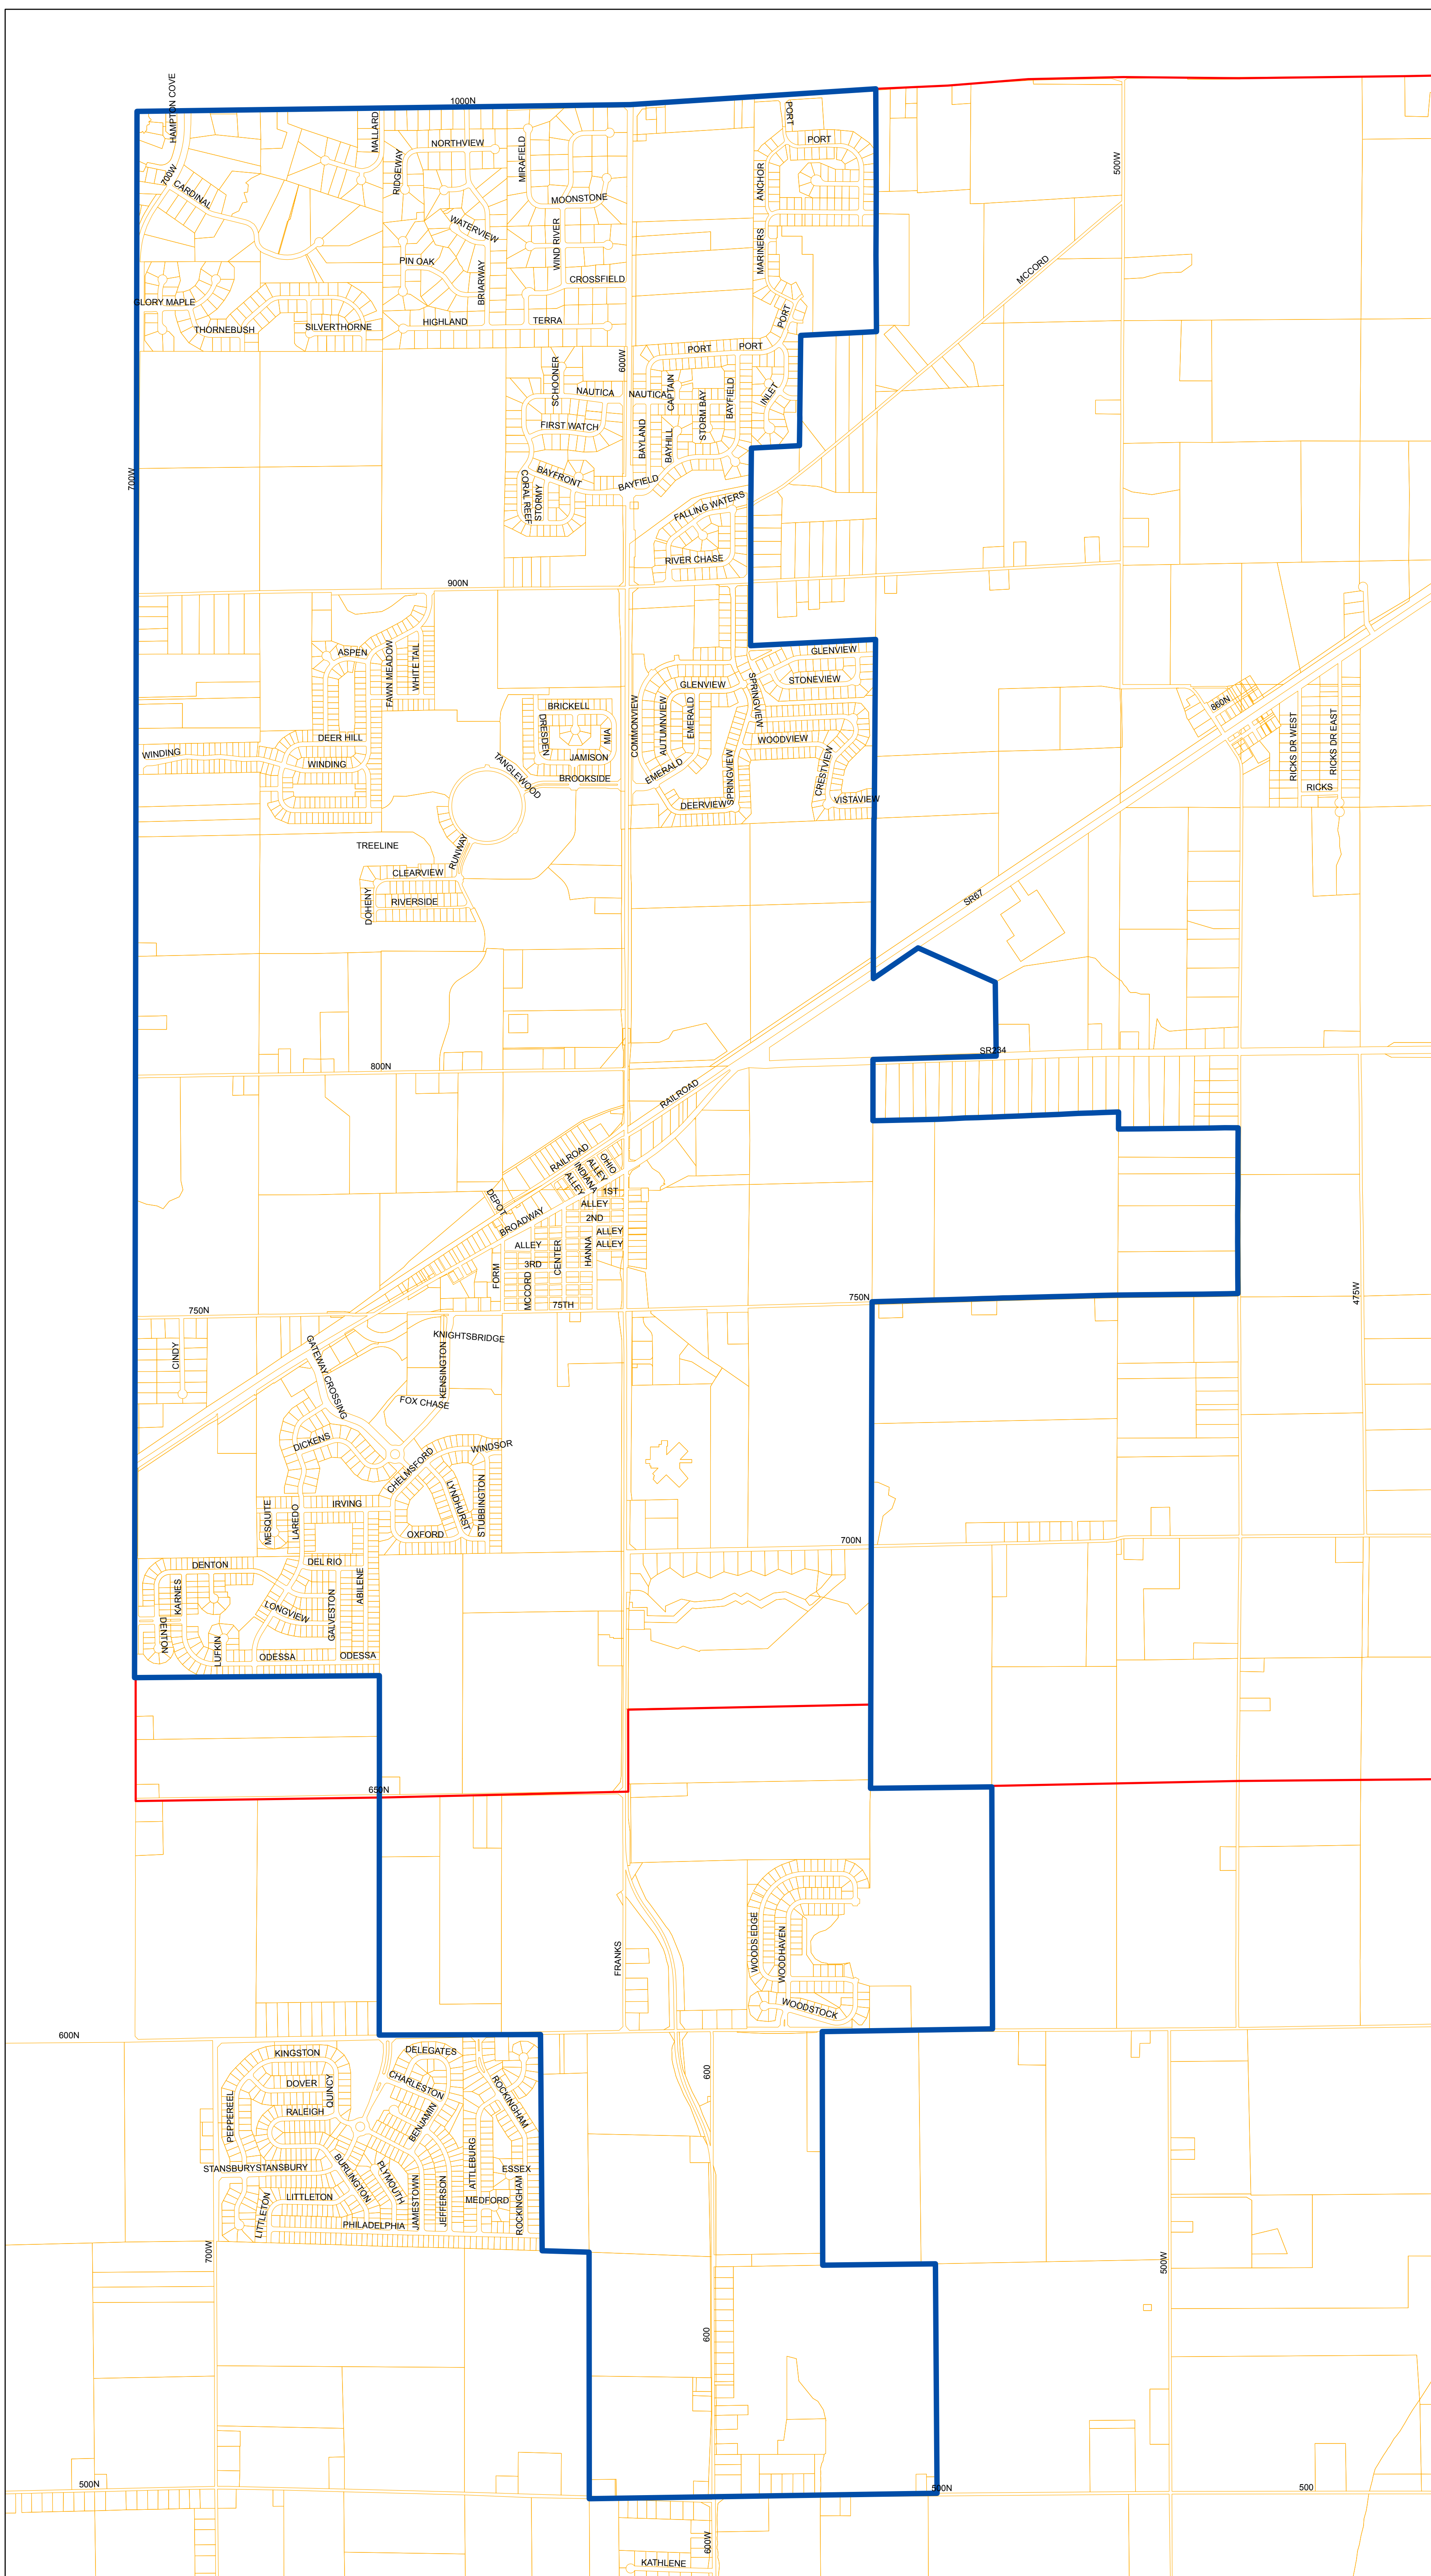 1000N
HAMPTON COVE
MALLARD
NORTHVIEW
MIRAFIELD
RIDGEWAY
PORT
PORT
500W
700W
CARDINAL
ANCHOR
MOONSTONE
WATERVIEW
WIND RIVER
MARINERS
PIN OAK
BRIARWAY
CROSSFIELD
MCCORD
GLORY MAPLE
THORNEBUSH
SILVERTHORNE
HIGHLAND
TERRA
PORT
PORT
PORT
600W
SCHOONER
NAUTICA
NAUTICA
CAPTAIN
STORM BAY
BAYFIELD
INLET
FIRST WATCH
BAYLAND
BAYHILL
700W
BAYFRONT
BAYFIELD
CORAL REEF
STORMY
FALLING WATERS
RIVER CHASE
900N
ASPEN
FAWN MEADOW
WHITE TAIL
GLENVIEW
STONEVIEW
GLENVIEW
SPRINGVIEW
860N
BRICKELL
DRESDEN
MIA
COMMONVIEW
AUTUMNVIEW
EMERALD
WOODVIEW
RICKS DR WEST
RICKS DR EAST
DEER HILL
WINDING
WINDING
JAMISON
TANGLEWOOD
BROOKSIDE
EMERALD
SPRINGVIEW
CRESTVIEW
RICKS
DEERVIEW
VISTAVIEW
TREELINE
RUNWAY
CLEARVIEW
DOHENY
RIVERSIDE
SR67
SR234
800N
RAILROAD
RAILROAD
OHIO
ALLEY
INDIANA
ALLEY
1ST
DEPOT
ALLEY
BROADWAY
2ND
ALLEY
ALLEY
ALLEY
CENTER
HANNA
3RD
FORM
MCCORD
75TH
750N
750N
475W
CINDY
GATEWAY CROSSING
KNIGHTSBRIDGE
KENSINGTON
FOX CHASE
DICKENS
WINDSOR
CHELMSFORD
LYNDHURST
STUBBINGTON
MESQUITE
LAREDO
IRVING
OXFORD
700N
DENTON
DEL RIO
KARNES
ABILENE
GALVESTON
LONGVIEW
DENTON
LUFKIN
ODESSA
ODESSA
650N
FRANKS
WOODS EDGE
WOODHAVEN
WOODSTOCK
600N
KINGSTON
DELEGATES
600
DOVER
QUINCY
CHARLESTON
ROCKINGHAM
PEPPEREEL
RALEIGH
BENJAMIN
STANSBURY
STANSBURY
BURLINGTON
PLYMOUTH
ATTLEBURG
ESSEX
JAMESTOWN
JEFFERSON
LITTLETON
LITTLETON
MEDFORD
ROCKINGHAM
PHILADELPHIA
700W
500W
600
500N
500N
500
600W
KATHLENE